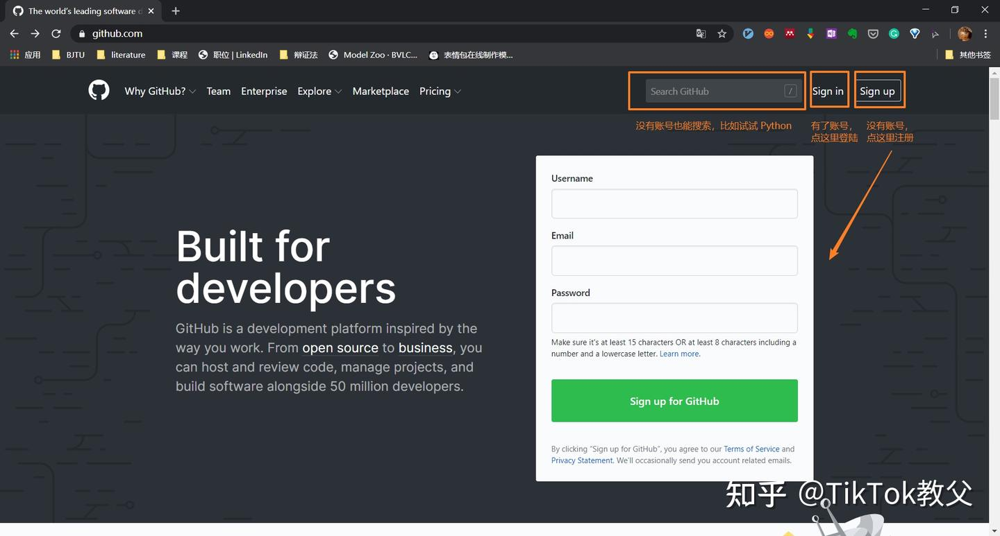 The world's leading software d
github.com
应用
BJTU
literature
课程
职位 | LinkedIn
辩证法
Model Zoo · BVLC...
表情包在线制作模...
其他书签
Why GitHub?
Team
Enterprise
Explore
Marketplace
Pricing
Search GitHub
/
Sign in
Sign up
没有账号也能搜索，比如试试 Python
有了账号，
点这里登陆
没有账号，
点这里注册
Built for
developers
GitHub is a development platform inspired by the
way you work. From open source to business, you
can host and review code, manage projects, and
build software alongside 50 million developers.
Username
Email
Password
Make sure it's at least 15 characters OR at least 8 characters including a
number and a lowercase letter. Learn more.
Sign up for GitHub
By clicking “Sign up for GitHub”, you agree to our Terms of Service and
Privacy Statement. We'll occasionally send you account related emails.
知乎 @TikTok教父